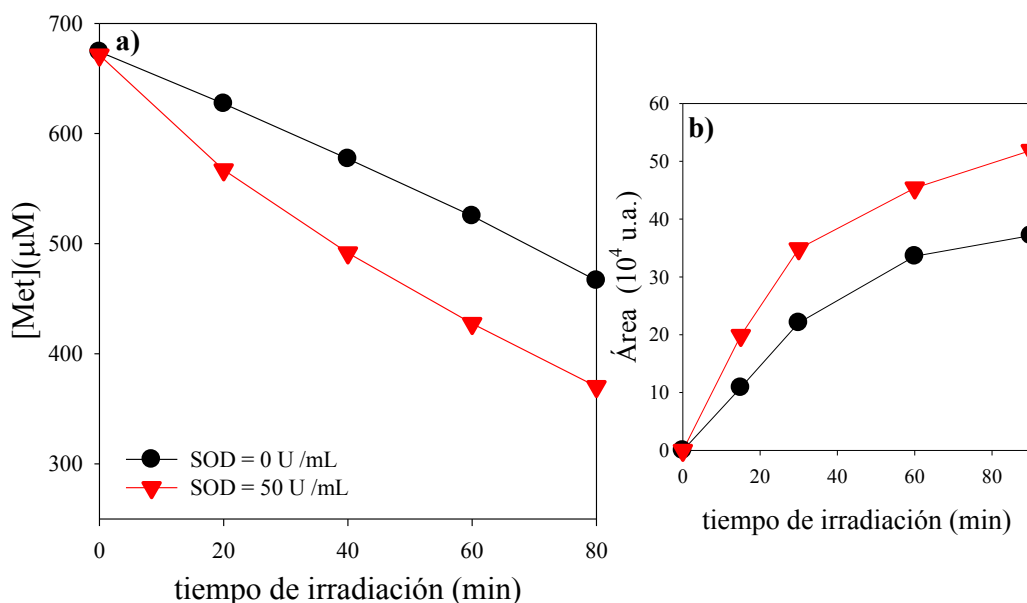 a)
700
600
500
400
300
[Met](μM)
SOD = 0 U /mL
SOD = 50 U /mL
0 20 40 60 80
tiempo de irradiación (min)
b)
60
50
40
30
20
10
0
Área (10⁴ u.a.)
0 20 40 60 80
tiempo de irradiación (min)